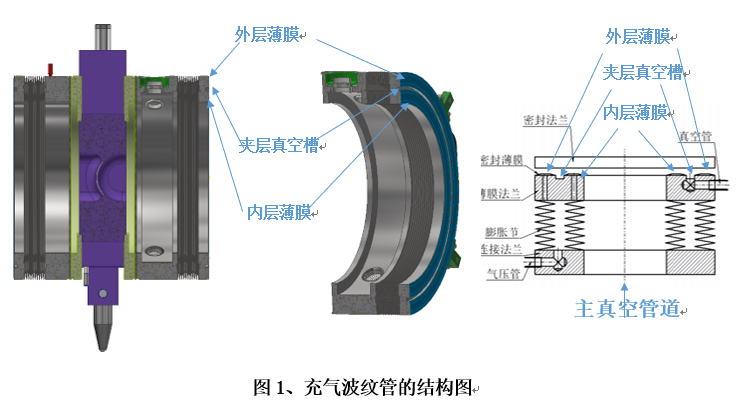 外层薄膜
夹层真空槽
内层薄膜
外层薄膜
夹层真空槽
内层薄膜
密封法兰
真空管
密封薄膜
薄膜法兰
膨胀节
连接法兰
气压管
主真空管道
图 1、充气波纹管的结构图